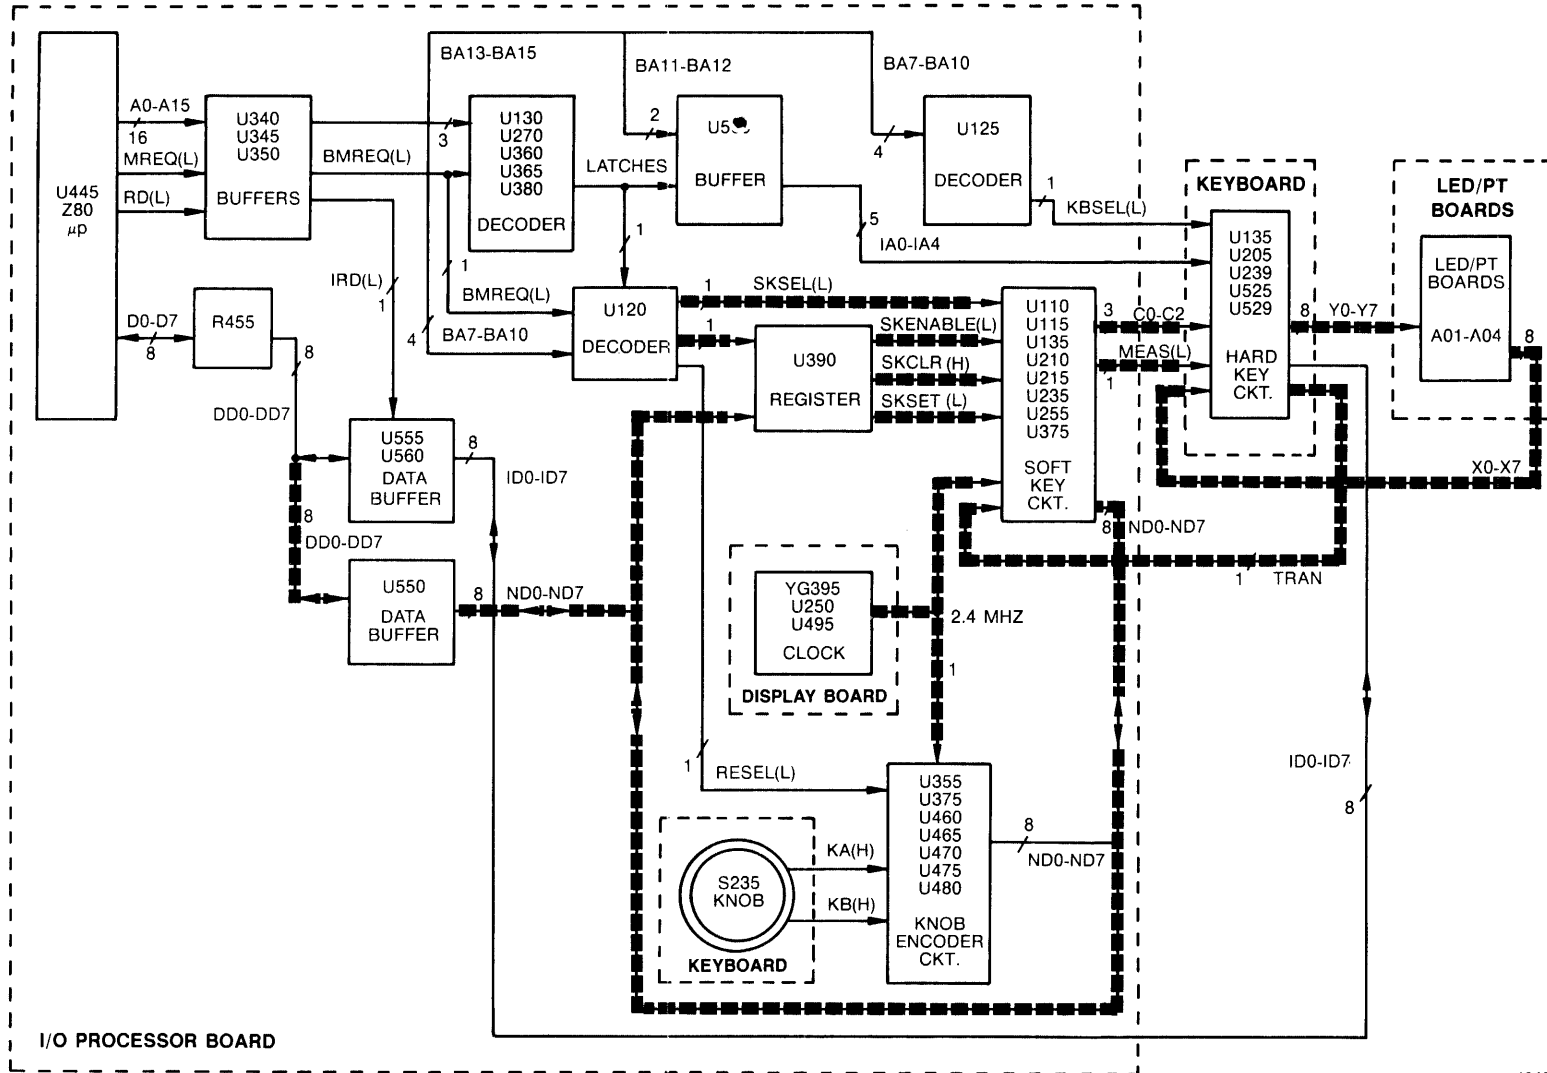 BA13-BA15
BA11-BA12
BA7-BA10
A0-A15
16
MREQ(L)
RD(L)
U445
Z80
µp
U340
U345
U350
BUFFERS
BMREQ(L)
3
U130
U270
U360
U365
U380
DECODER
LATCHES
2
BUFFER
4
U125
DECODER
1
KBSEL(L)
5
IA0-IA4
KEYBOARD
U135
U205
U239
U525
U529
HARD
KEY
CKT.
LED/PT
BOARDS
LED/PT
BOARDS
A01-A04
8
Y0-Y7
8
X0-X7
IRD(L)
1
1
BMREQ(L)
4
BA7-BA10
1
U120
DECODER
1
SKSEL(L)
1
U390
REGISTER
SKENABLE(L)
SKCLR (H)
SKSET (L)
U110
U115
U135
U210
U215
U235
U255
U375
SOFT
KEY
CKT.
3
C0-C2
MEAS(L)
1
8
ND0-ND7
1
TRAN
D0-D7
8
R455
8
DD0-DD7
U555
U560
DATA
BUFFER
8
ID0-ID7
8
DD0-DD7
U550
DATA
BUFFER
8
ND0-ND7
YG395
U250
U495
CLOCK
DISPLAY BOARD
2.4 MHZ
1
1
RESEL(L)
S235
KNOB
KEYBOARD
KA(H)
KB(H)
U355
U375
U460
U465
U470
U475
U480
KNOB
ENCODER
CKT.
8
ND0-ND7
ID0-ID7
8
I/O PROCESSOR BOARD